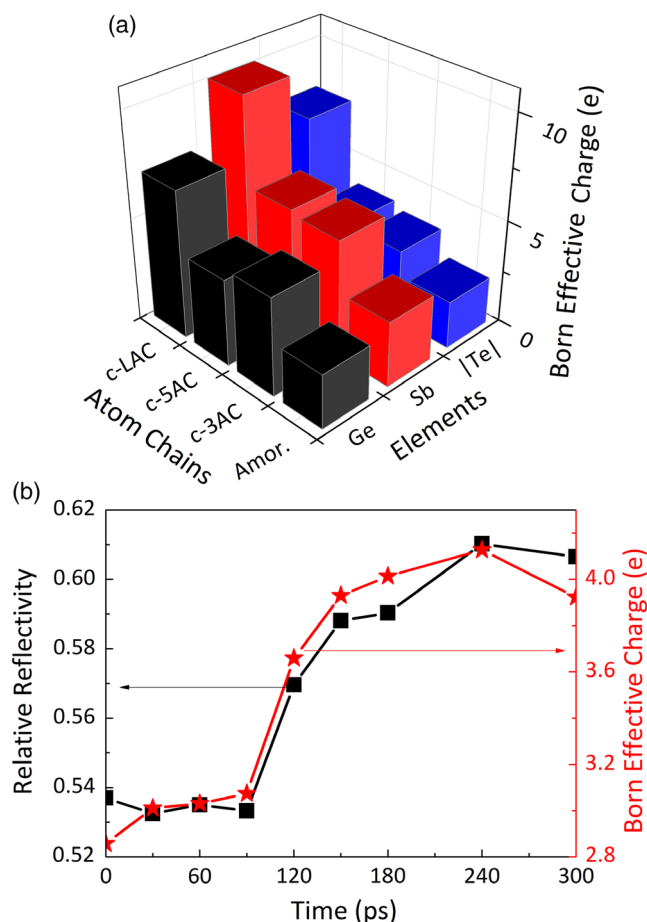 (a)
10
5
0
Born Effective Charge (e)
c-LAC
c-5AC
c-3AC
Amor.
Atom Chains
Ge
Sb
|Te|
Elements
(b)
0.62
0.60
0.58
0.56
0.54
0.52
Relative Reflectivity
4.0
3.6
3.2
2.8
Born Effective Charge (e)
0 60 120 180 240 300
Time (ps)